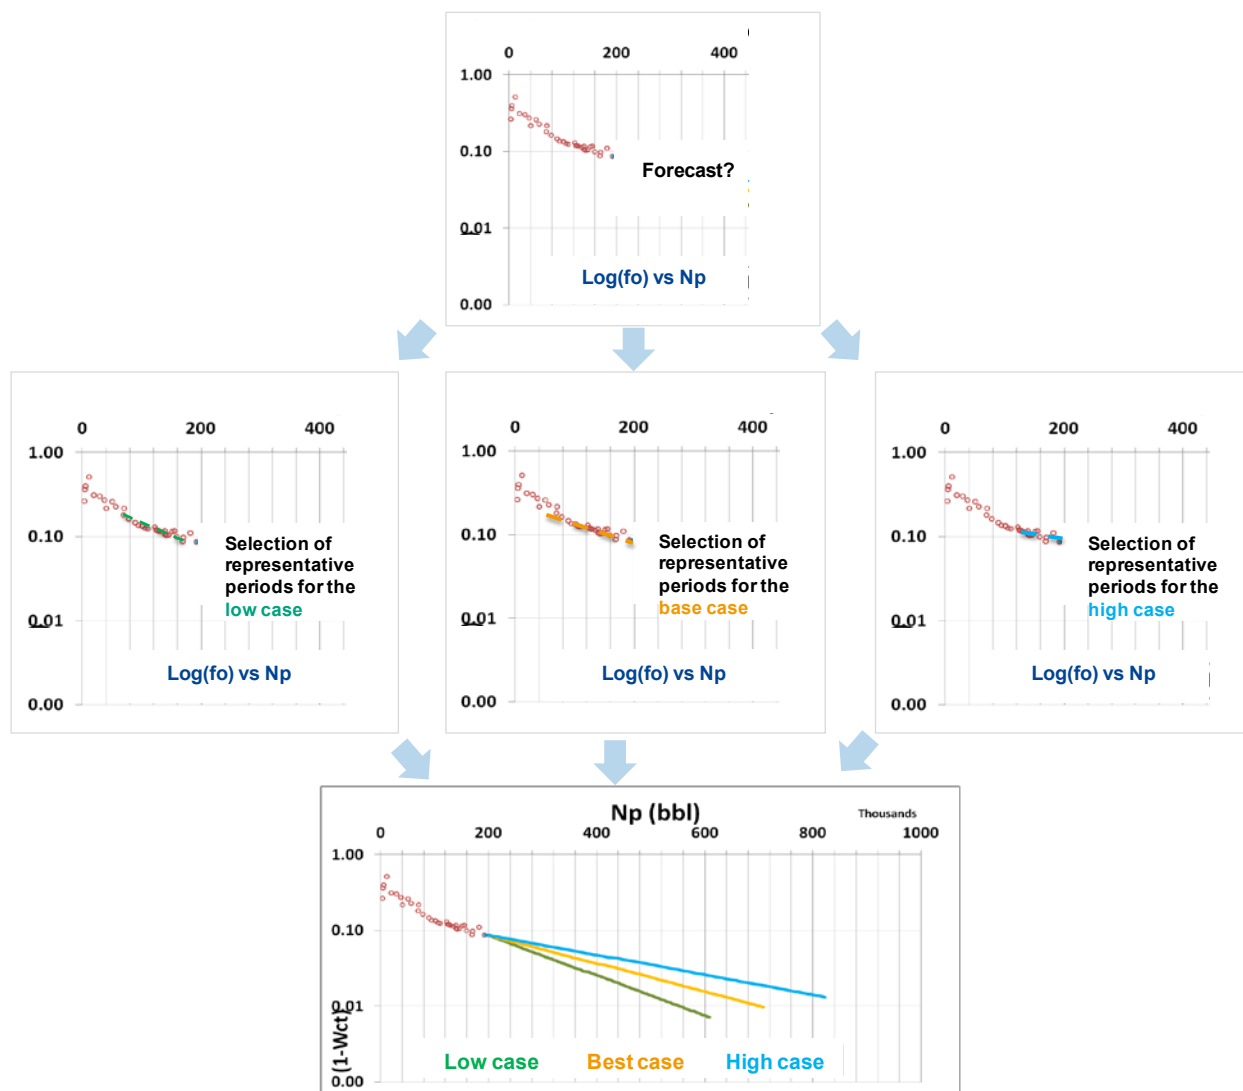 0 200 400
1.00
0.10
Forecast?
0.01
Log(fo) vs Np
0.00
0 200 400
1.00
0.10
Selection of
representative
periods for the
low case
0.01
Log(fo) vs Np
0.00
0 200 400
1.00
0.10
Selection of
representative
periods for the
base case
0.01
Log(fo) vs Np
0.00
0 200 400
1.00
0.10
Selection of
representative
periods for the
high case
0.01
Log(fo) vs Np
0.00
Np (bbl)
Thousands
0 200 400 600 800 1000
1.00
0.10
0.01
0.00
(1-Wct)
Low case Best case High case